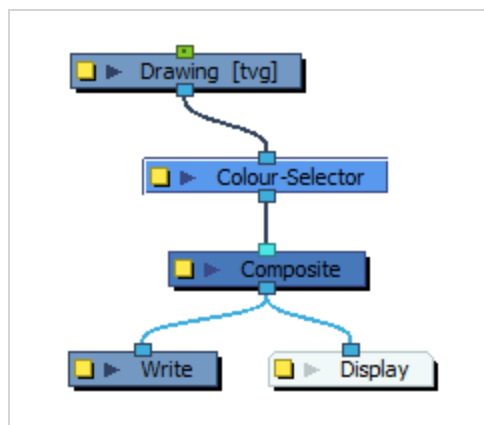 Drawing [tvg]
Colour-Selector
Composite
Write
Display